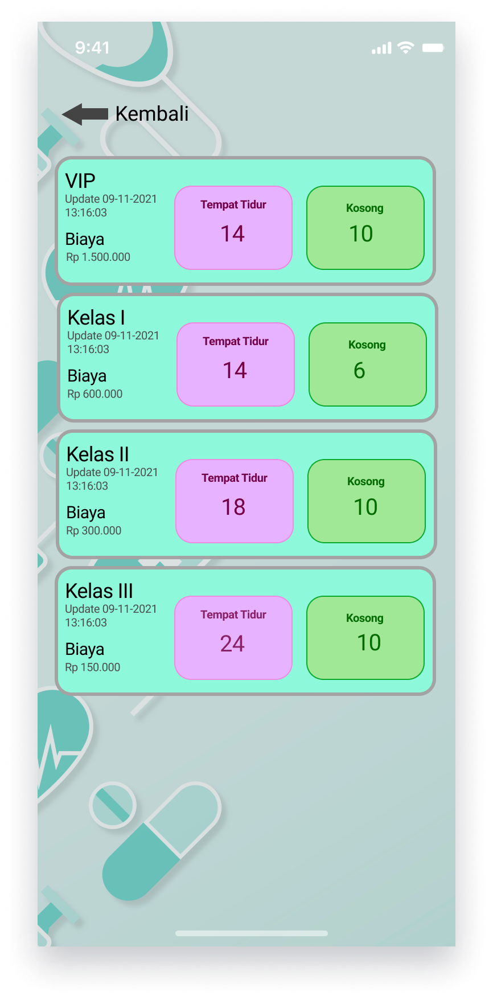 9:41
Kembali
VIP
Update 09-11-2021
13:16:03
Biaya
Rp 1.500.000
Tempat Tidur
14
Kosong
10
Kelas I
Update 09-11-2021
13:16:03
Biaya
Rp 600.000
Tempat Tidur
14
Kosong
6
Kelas II
Update 09-11-2021
13:16:03
Biaya
Rp 300.000
Tempat Tidur
18
Kosong
10
Kelas III
Update 09-11-2021
13:16:03
Biaya
Rp 150.000
Tempat Tidur
24
Kosong
10